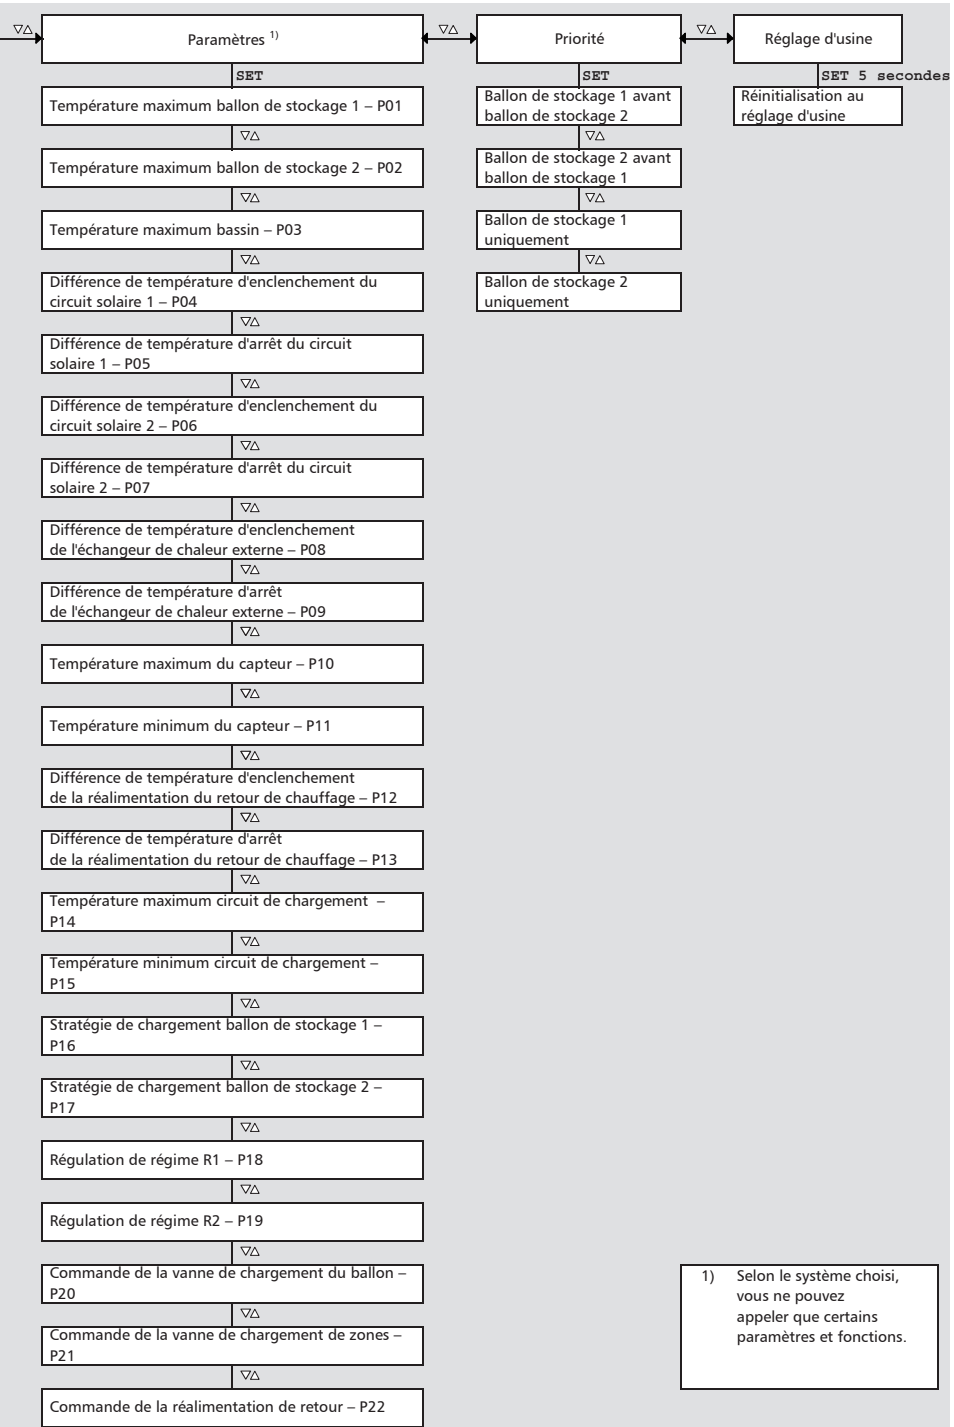 ▽△
Paramètres 1)
▽△
Priorité
▽△
Réglage d'usine
SET
SET
SET 5 secondes
Température maximum ballon de stockage 1 – P01
▽△
Température maximum ballon de stockage 2 – P02
▽△
Température maximum bassin – P03
▽△
Différence de température d'enclenchement du
circuit solaire 1 – P04
▽△
Différence de température d'arrêt du circuit
solaire 1 – P05
▽△
Différence de température d'enclenchement du
circuit solaire 2 – P06
▽△
Différence de température d'arrêt du circuit
solaire 2 – P07
▽△
Différence de température d'enclenchement
de l'échangeur de chaleur externe – P08
▽△
Différence de température d'arrêt
de l'échangeur de chaleur externe – P09
▽△
Température maximum du capteur – P10
▽△
Température minimum du capteur – P11
▽△
Différence de température d'enclenchement
de la réalimentation du retour de chauffage – P12
▽△
Différence de température d'arrêt
de la réalimentation du retour de chauffage – P13
▽△
Température maximum circuit de chargement –
P14
▽△
Température minimum circuit de chargement –
P15
▽△
Stratégie de chargement ballon de stockage 1 –
P16
▽△
Stratégie de chargement ballon de stockage 2 –
P17
▽△
Régulation de régime R1 – P18
▽△
Régulation de régime R2 – P19
▽△
Commande de la vanne de chargement du ballon –
P20
▽△
Commande de la vanne de chargement de zones –
P21
▽△
Commande de la réalimentation de retour – P22
Ballon de stockage 1 avant
ballon de stockage 2
▽△
Ballon de stockage 2 avant
ballon de stockage 1
▽△
Ballon de stockage 1
uniquement
▽△
Ballon de stockage 2
uniquement
Réinitialisation au
réglage d'usine
1) Selon le système choisi,
vous ne pouvez
appeler que certains
paramètres et fonctions.